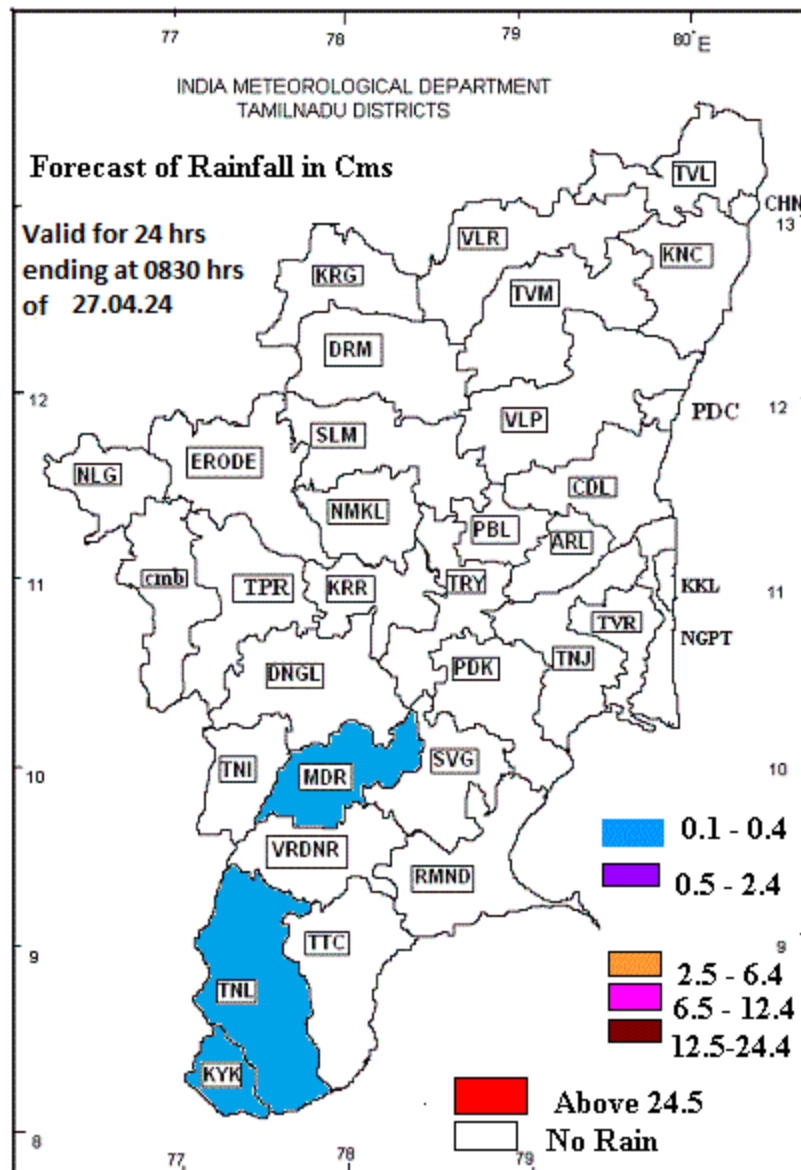 77 78 79 80°E
INDIA METEOROLOGICAL DEPARTMENT
TAMILNADU DISTRICTS
Forecast of Rainfall in Cms
Valid for 24 hrs
ending at 0830 hrs
of 27.04.24
TVL
CHN
13
VLR
KNC
KRG
TVM
DRM
12
12
PDC
VLP
SLM
ERODE
NLG
CDL
NMKL
PBL
ARL
cmb
TPR
KRR
TRY
11
11
KKL
TVR
NGPT
TNJ
DNGL
PDK
10
10
TNI
MDR
SVG
0.1 - 0.4
VRDNR
RMND
0.5 - 2.4
9
9
TTC
2.5 - 6.4
TNL
6.5 - 12.4
12.5-24.4
KYK
Above 24.5
No Rain
8
77 78 79